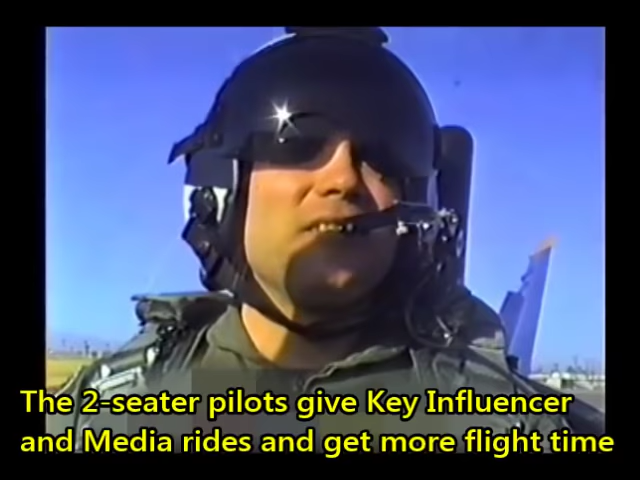 The 2-seater pilots give Key Influencer
and Media rides and get more flight time